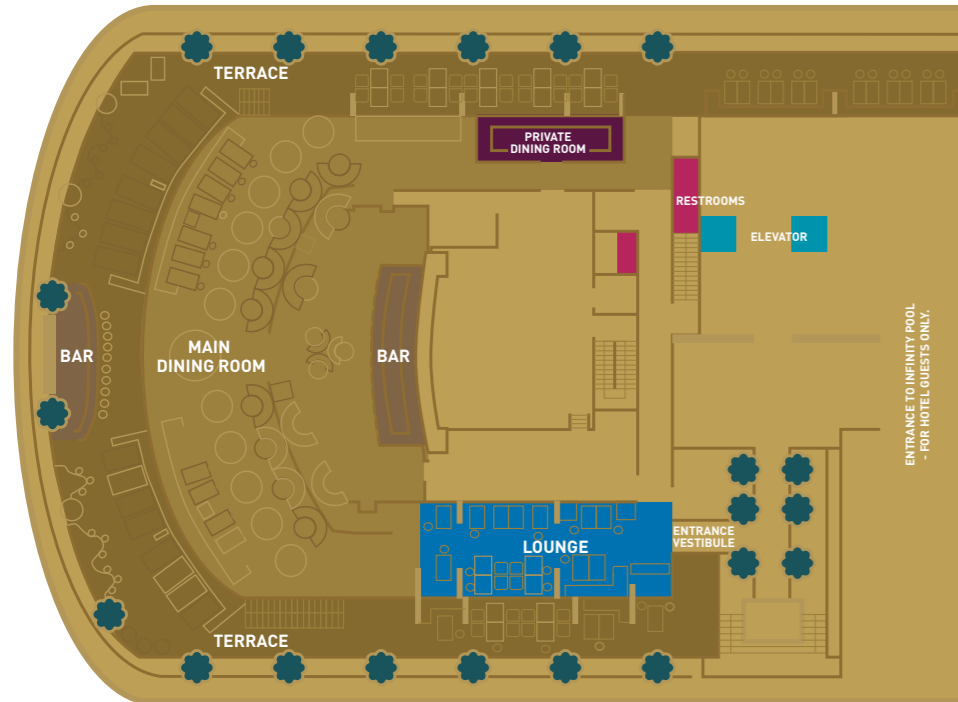 TERRACE
PRIVATE
DINING ROOM
RESTROOMS
ELEVATOR
BAR
MAIN
DINING ROOM
BAR
ENTRANCE TO INFINITY POOL
- FOR HOTEL GUESTS ONLY.
ENTRANCE
VESTIBULE
LOUNGE
TERRACE